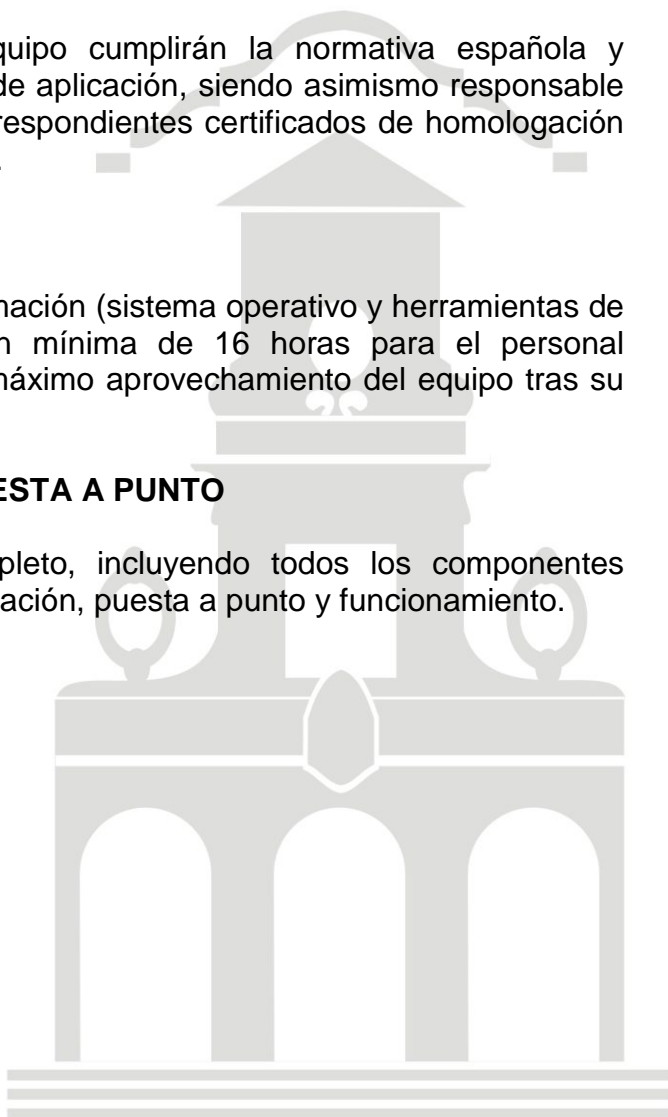 quipo cumplirán la normativa española y
de aplicación, siendo asimismo responsable
respondientes certificados de homologación
.
nación (sistema operativo y herramientas de
n mínima de 16 horas para el personal
máximo aprovechamiento del equipo tras su
ESTA A PUNTO
pleto, incluyendo todos los componentes
ación, puesta a punto y funcionamiento.